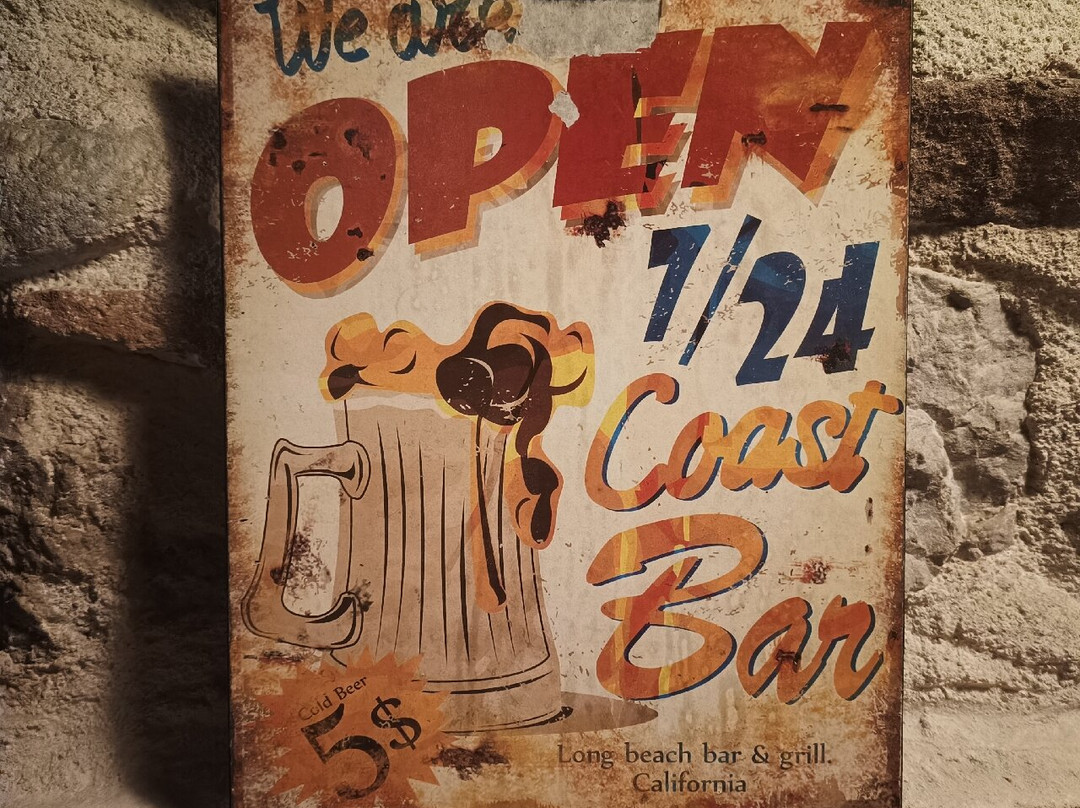 We are
OPEN
7/24
Coast
Bar
Cold Beer
5$
Long beach bar & grill.
California